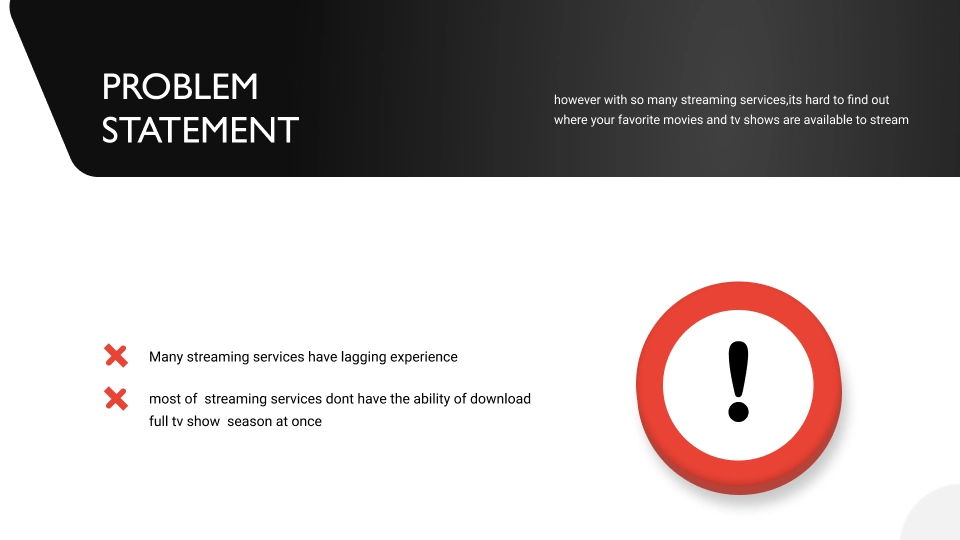 PROBLEM
STATEMENT
however with so many streaming services,its hard to find out
where your favorite movies and tv shows are available to stream
Many streaming services have lagging experience
most of  streaming services dont have the ability of download
full tv show  season at once